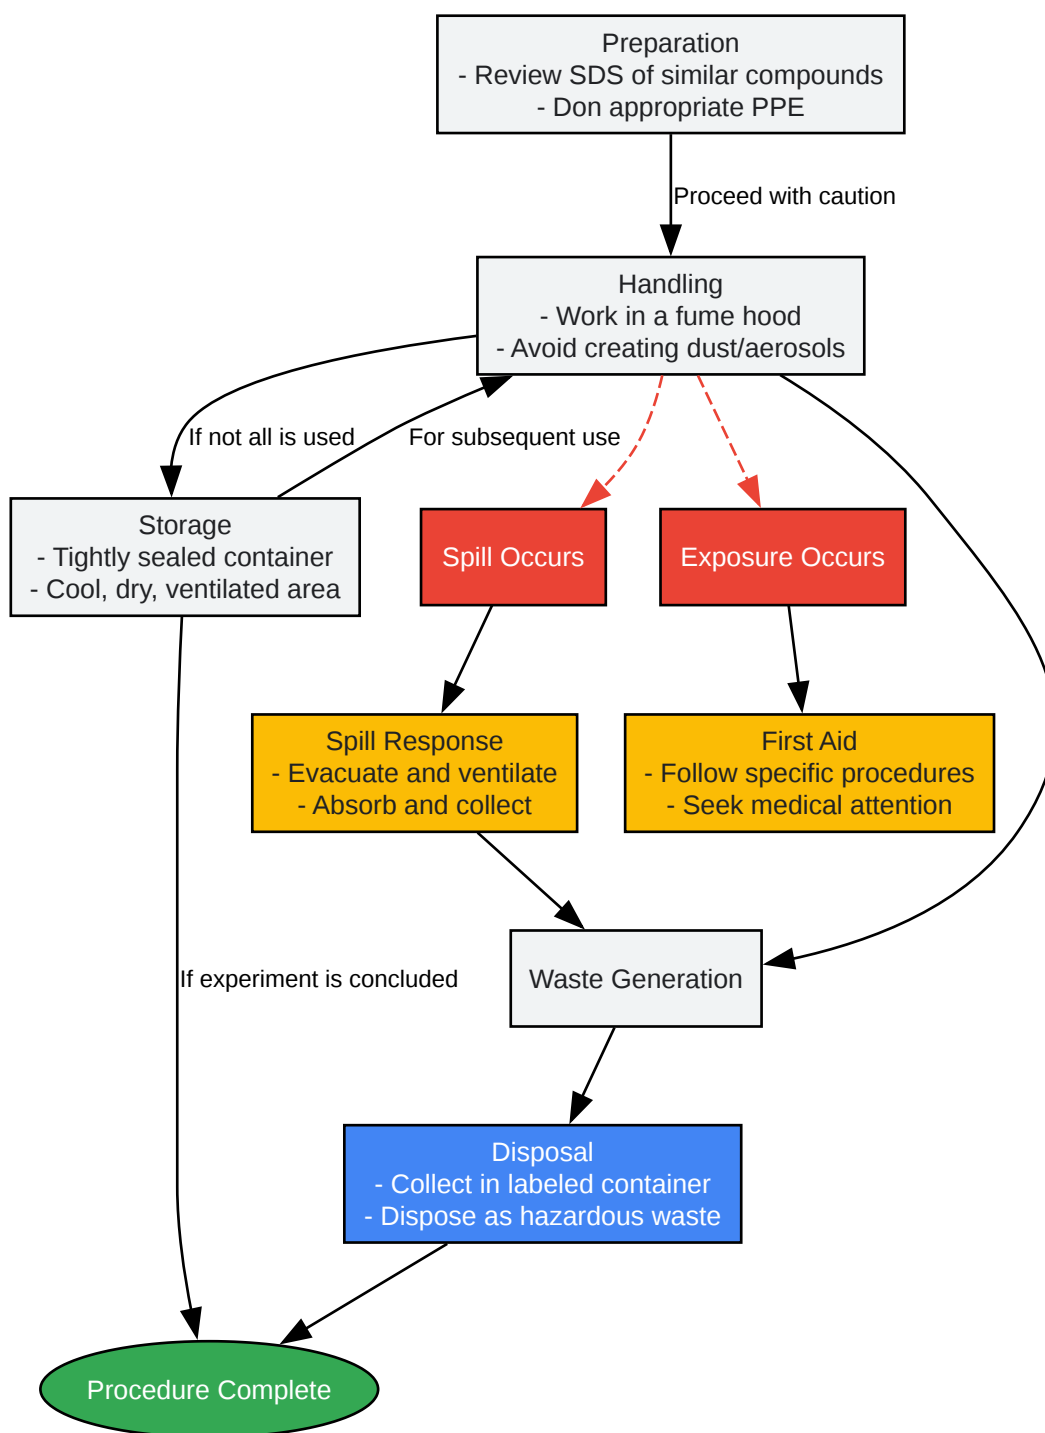 Preparation
- Review SDS of similar compounds
- Don appropriate PPE
Proceed with caution
Handling
- Work in a fume hood
- Avoid creating dust/aerosols
If not all is used
For subsequent use
Storage
- Tightly sealed container
- Cool, dry, ventilated area
Spill Occurs
Exposure Occurs
Spill Response
- Evacuate and ventilate
- Absorb and collect
First Aid
- Follow specific procedures
- Seek medical attention
If experiment is concluded
Waste Generation
Disposal
- Collect in labeled container
- Dispose as hazardous waste
Procedure Complete